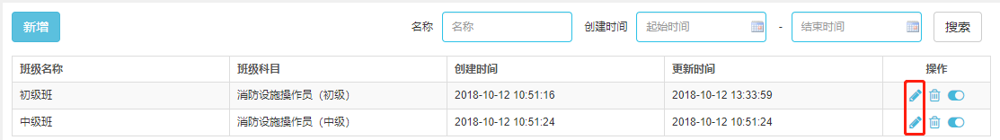 新增 名称 名称 创建时间 起始时间 - 结束时间 搜索
班级名称 班级科目 创建时间 更新时间 操作
初级班 消防设施操作员（初级） 2018-10-12 10:51:16 2018-10-12 13:33:59
中级班 消防设施操作员（中级） 2018-10-12 10:51:24 2018-10-12 10:51:24